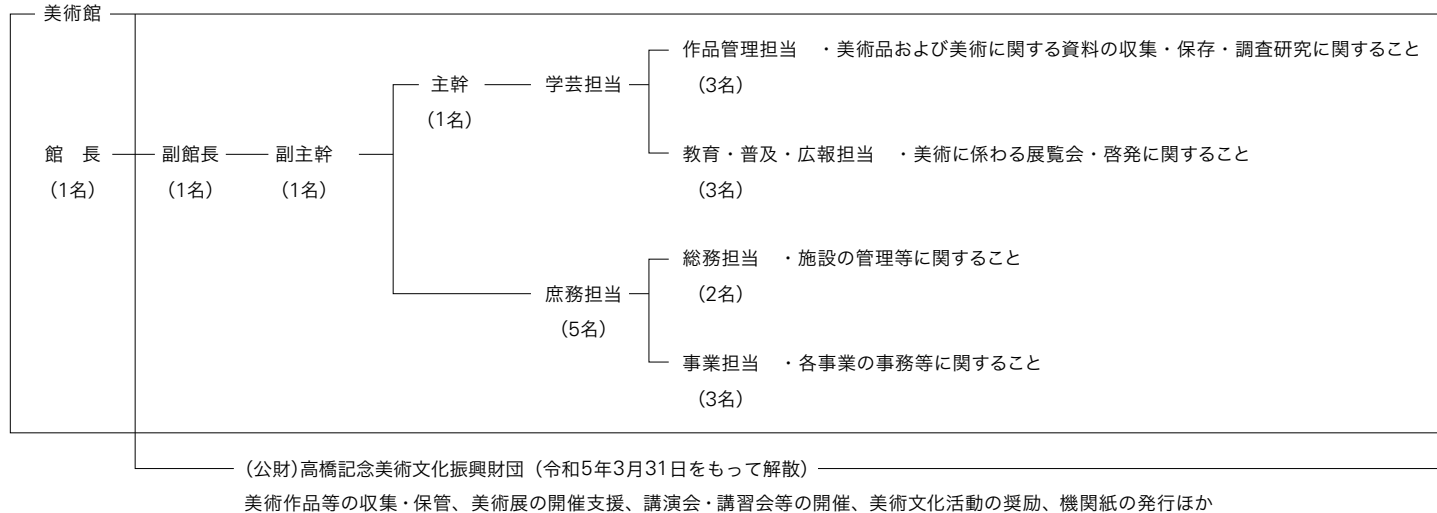 美術館
作品管理担当 ・美術品および美術に関する資料の収集・保存・調査研究に関すること
主幹 学芸担当 (3名)
(1名)
館 長 副館長 副主幹 教育・普及・広報担当 ・美術に係わる展覧会・啓発に関すること
(1名) (1名) (1名) (3名)
総務担当 ・施設の管理等に関すること
庶務担当 (2名)
(5名)
事業担当 ・各事業の事務等に関すること
(3名)
(公財)高橋記念美術文化振興財団(令和5年3月31日をもって解散)
美術作品等の収集・保管、美術展の開催支援、講演会・講習会等の開催、美術文化活動の奨励、機関紙の発行ほか